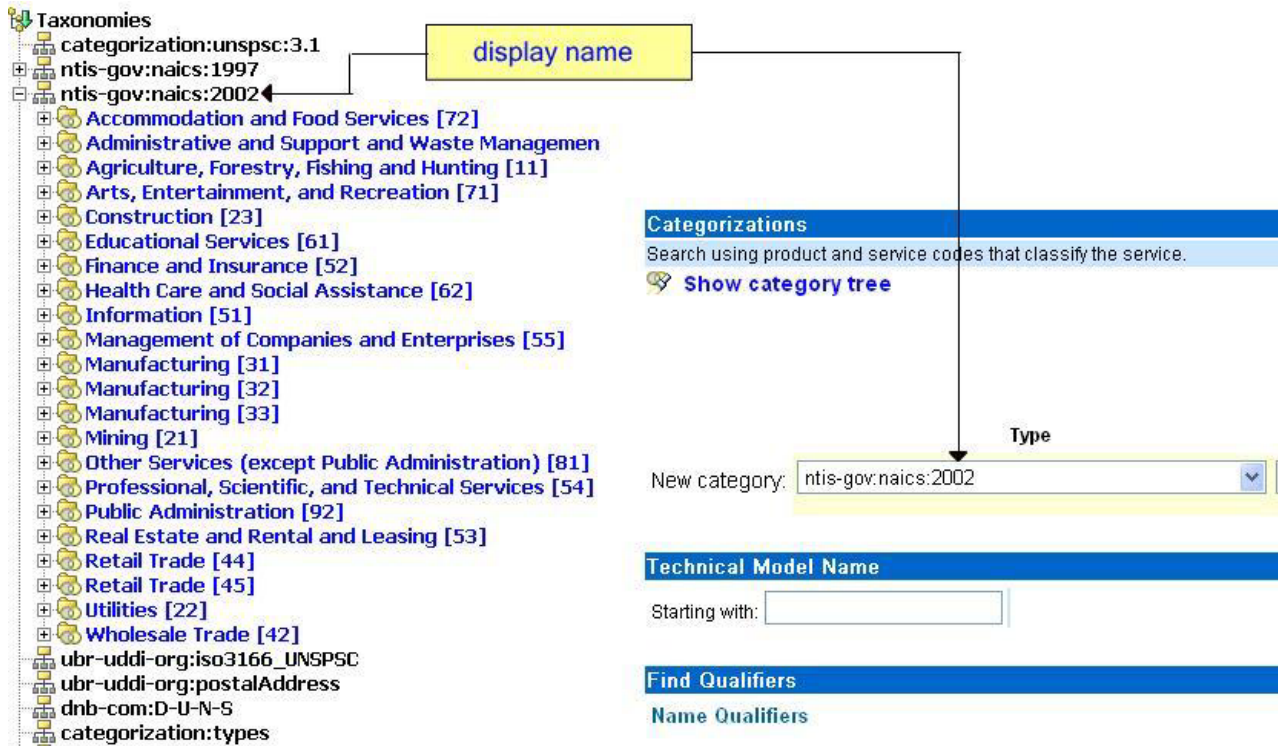 Taxonomies
categorization:unspsc:3.1
ntis-gov:naics:1997
ntis-gov:naics:2002
Accommodation and Food Services [72]
Administrative and Support and Waste Managemen
Agriculture, Forestry, Fishing and Hunting [11]
Arts, Entertainment, and Recreation [71]
Construction [23]
Educational Services [61]
Finance and Insurance [52]
Health Care and Social Assistance [62]
Information [51]
Management of Companies and Enterprises [55]
Manufacturing [31]
Manufacturing [32]
Manufacturing [33]
Mining [21]
Other Services (except Public Administration) [81]
Professional, Scientific, and Technical Services [54]
Public Administration [92]
Real Estate and Rental and Leasing [53]
Retail Trade [44]
Retail Trade [45]
Utilities [22]
Wholesale Trade [42]
ubr-uddi-org:iso3166_UNSPSC
ubr-uddi-org:postalAddress
dnb-com:D-U-N-S
categorization:types
display name
Categorizations
Search using product and service codes that classify the service.
Show category tree
Type
New category: ntis-gov:naics:2002
Technical Model Name
Starting with:
Find Qualifiers
Name Qualifiers